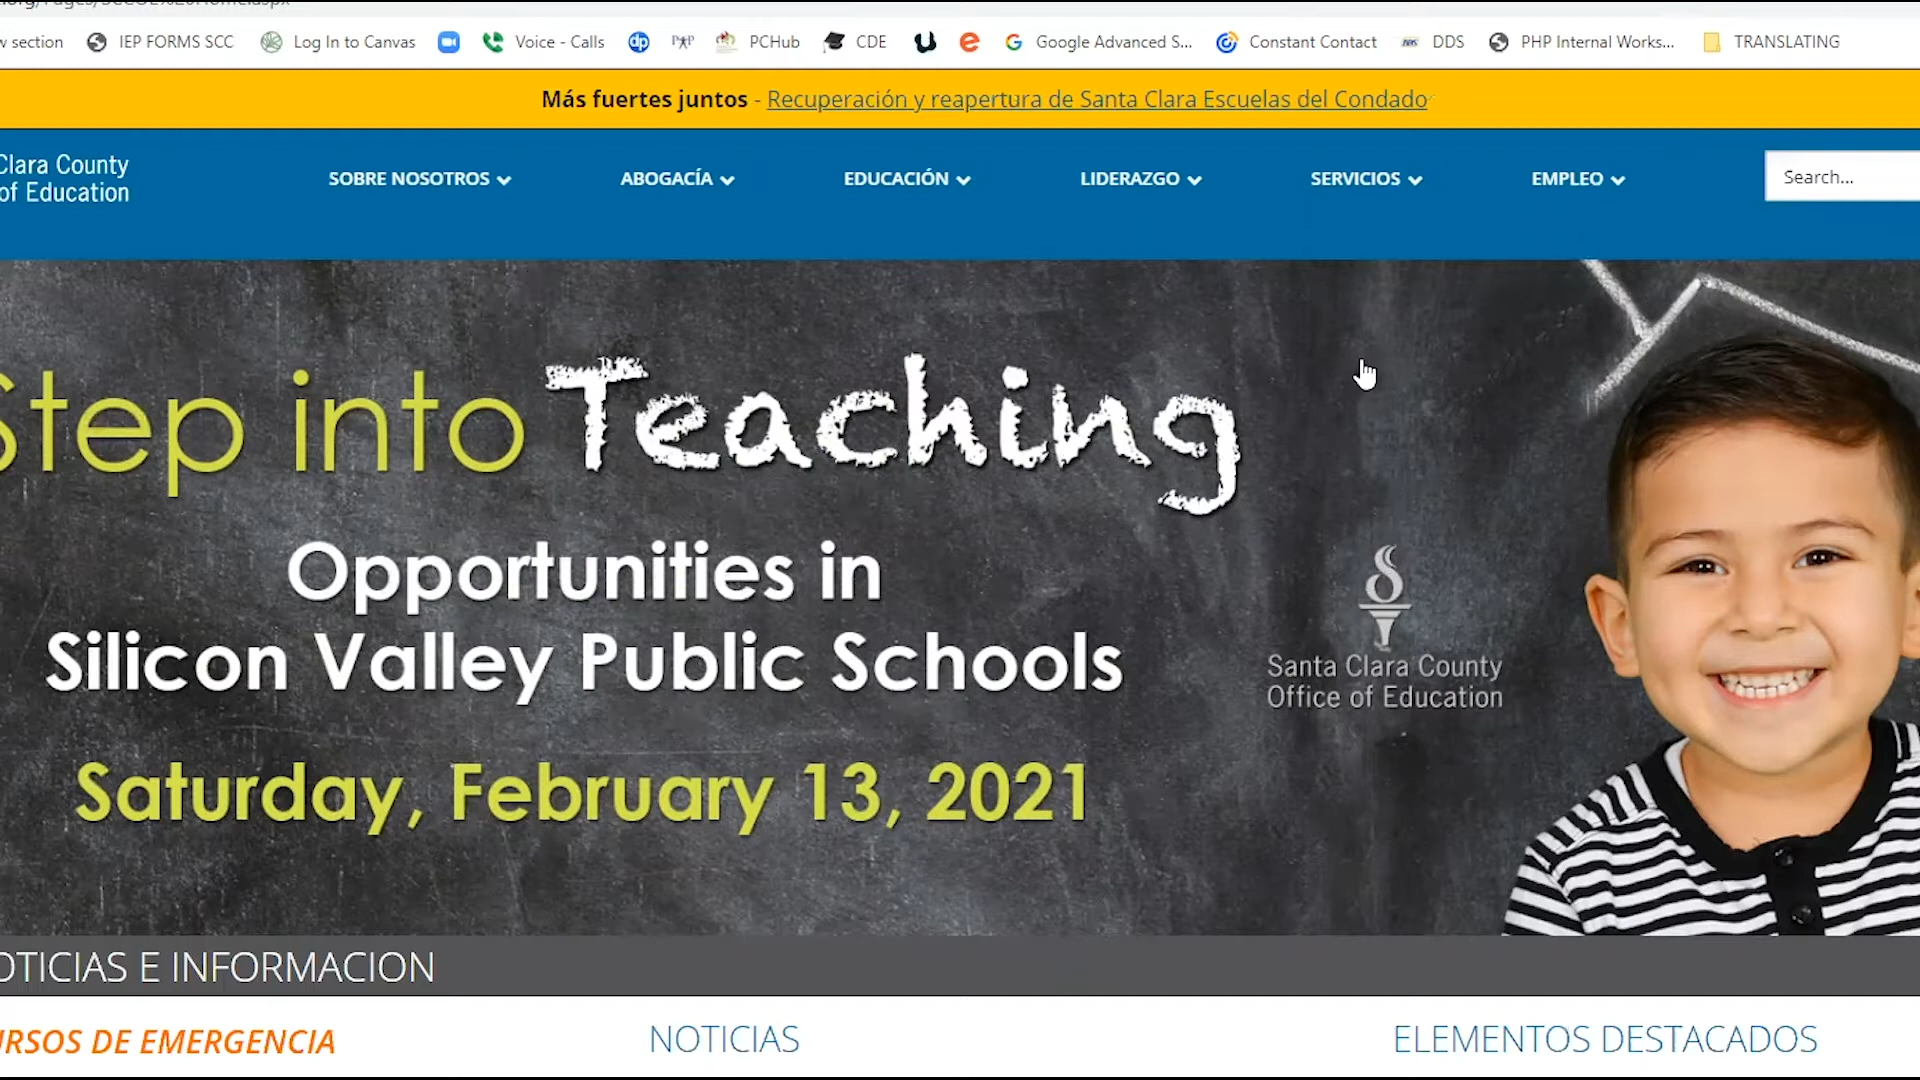 section
IEP FORMS SCC
Log In to Canvas
Voice - Calls
dp
PCHub
CDE
Google Advanced S...
Constant Contact
DDS
PHP Internal Works...
TRANSLATING
Más fuertes juntos - Recuperación y reapertura de Santa Clara Escuelas del Condado
Clara County
of Education
SOBRE NOSOTROS
ABOGACÍA
EDUCACIÓN
LIDERAZGO
SERVICIOS
EMPLEO
Search...
Step into Teaching
Opportunities in
Silicon Valley Public Schools
Saturday, February 13, 2021
Santa Clara County
Office of Education
OTICIAS E INFORMACION
URSOS DE EMERGENCIA
NOTICIAS
ELEMENTOS DESTACADOS